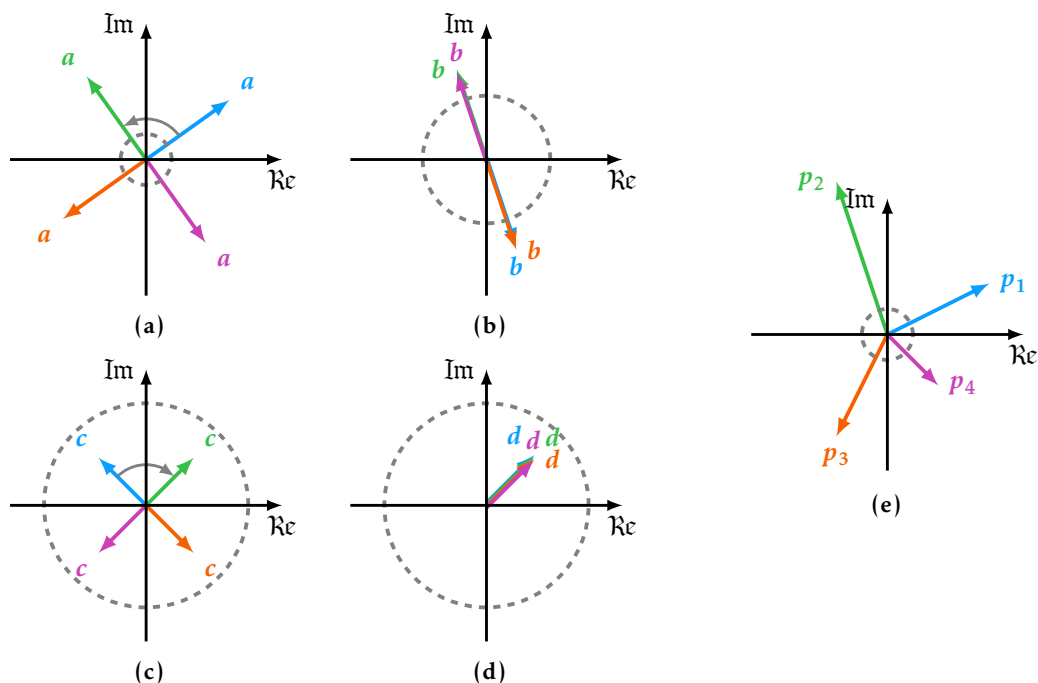 ℑ𝔪
a
a
ℜ𝔢
a
a
(a)
ℑ𝔪
b
b
ℜ𝔢
b
b
(b)
ℑ𝔪
c
c
ℜ𝔢
c
c
(c)
ℑ𝔪
d d d
d
ℜ𝔢
(d)
p₂
ℑ𝔪
p₁
ℜ𝔢
p₄
p₃
(e)